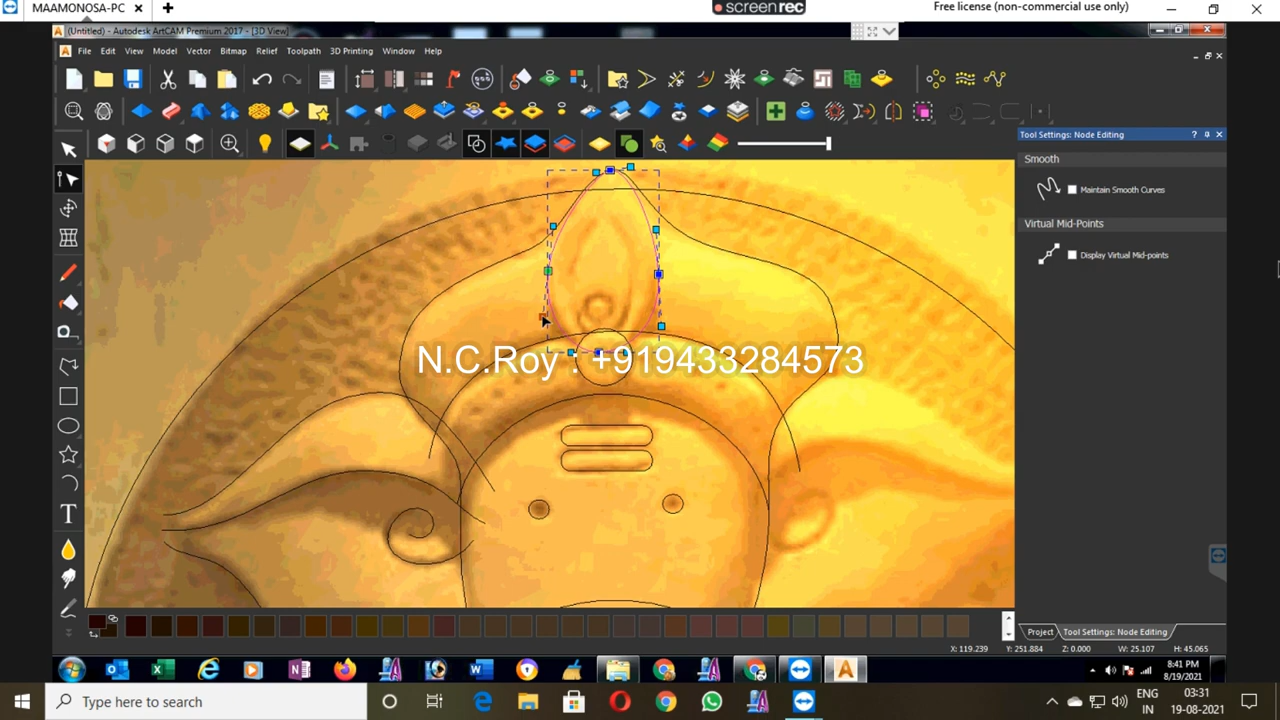 MAAMONOSA-PC
screenrec
Free license (non-commercial use only)
(Untitled) - Autodesk ArtCAM Premium 2017 - [3D View]
File Edit View Model Vector Bitmap Relief Toolpath 3D Printing Window Help
Tool Settings: Node Editing
Smooth
Maintain Smooth Curves
Virtual Mid-Points
Display Virtual Mid-points
N.C.Roy : +919433284573
Project Tool Settings: Node Editing
X: 119.239 Y: 251.884 Z: 0.000 W: 25.107 H: 45.065
8:41 PM
8/19/2021
Type here to search
ENG
IN
03:31
19-08-2021